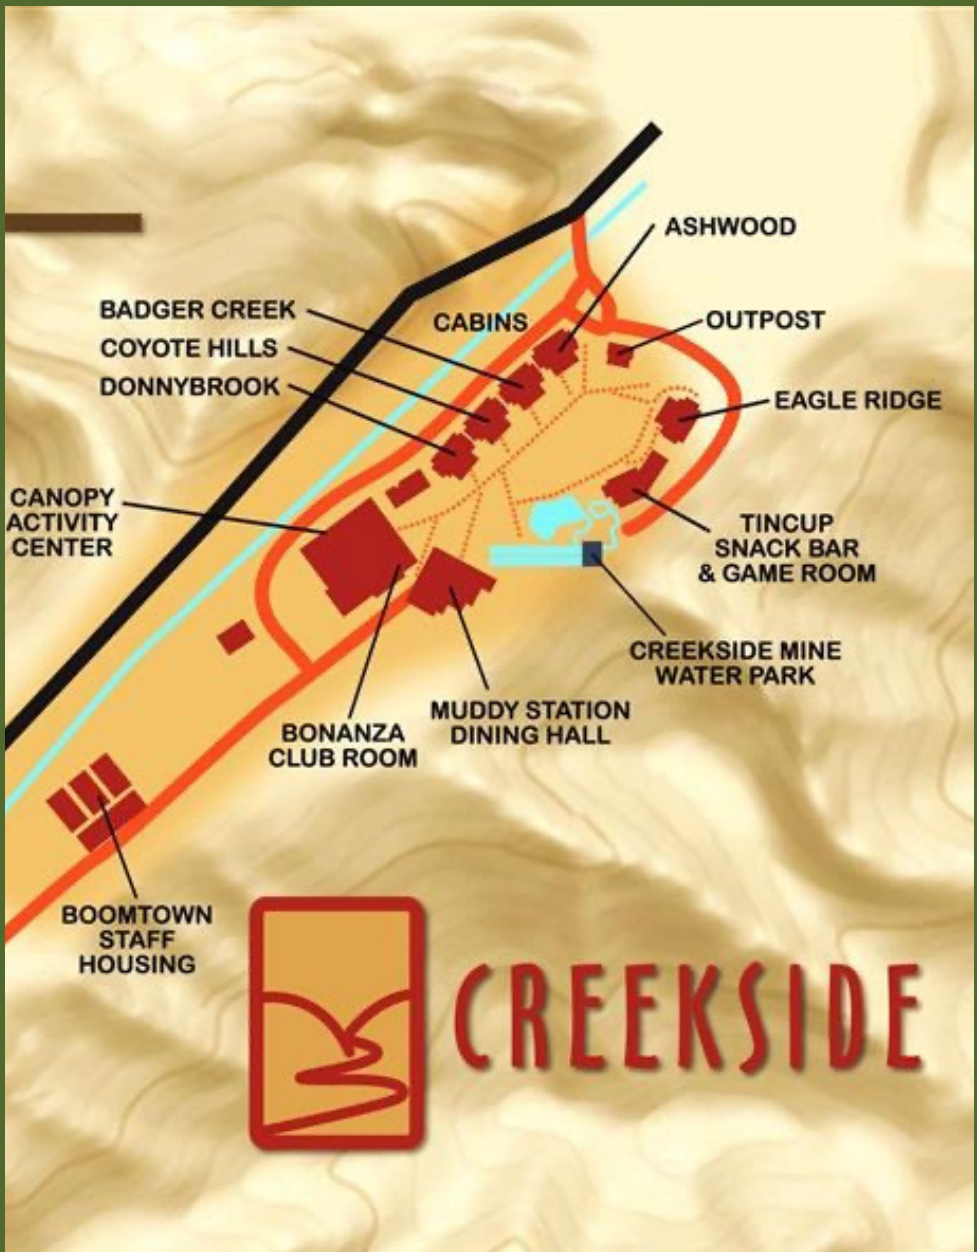 ASHWOOD
BADGER CREEK
CABINS
OUTPOST
COYOTE HILLS
DONNYBROOK
EAGLE RIDGE
CANOPY
ACTIVITY
CENTER
TINCUP
SNACK BAR
& GAME ROOM
CREEKSIDE MINE
WATER PARK
MUDDY STATION
DINING HALL
BONANZA
CLUB ROOM
BOOMTOWN
STAFF
HOUSING
CREEKSIDE